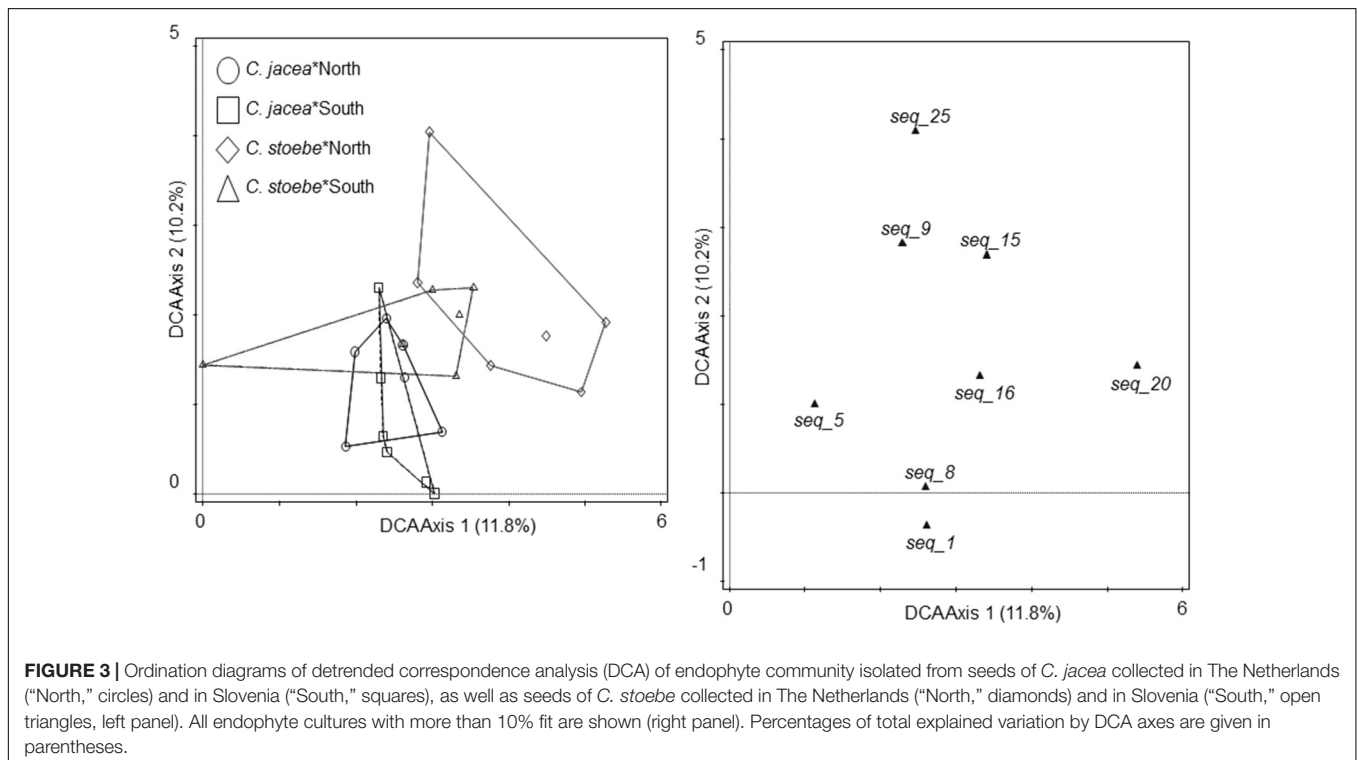 5
C. jacea*North
C. jacea*South
C. stoebe*North
C. stoebe*South
DCAAxis 2 (10.2%)
0
0
DCAAxis 1 (11.8%)
6
5
seq_25
seq_9
seq_15
DCAAxis 2 (10.2%)
seq_16
seq_20
seq_5
seq_8
seq_1
-1
0
DCAAxis 1 (11.8%)
6
FIGURE 3 | Ordination diagrams of detrended correspondence analysis (DCA) of endophyte community isolated from seeds of C. jacea collected in The Netherlands
(“North,” circles) and in Slovenia (“South,” squares), as well as seeds of C. stoebe collected in The Netherlands (“North,” diamonds) and in Slovenia (“South,” open
triangles, left panel). All endophyte cultures with more than 10% fit are shown (right panel). Percentages of total explained variation by DCA axes are given in
parentheses.